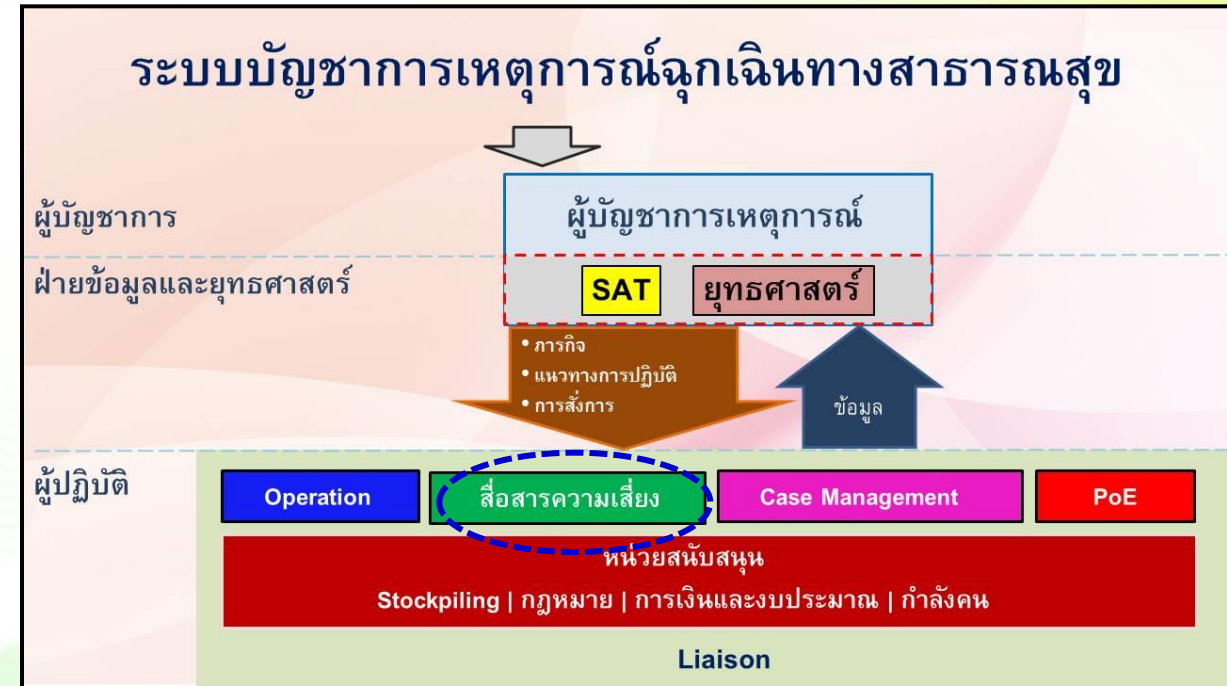 ระบบบัญชาการเหตุการณ์ฉุกเฉินทางสาธารณสุข
ผู้บัญชาการ
ผู้บัญชาการเหตุการณ์
ฝ่ายข้อมูลและยุทธศาสตร์
SAT
ยุทธศาสตร์
• ภารกิจ
• แนวทางการปฏิบัติ
• การสั่งการ
ข้อมูล
ผู้ปฏิบัติ
Operation
สื่อสารความเสี่ยง
Case Management
PoE
หน่วยสนับสนุน
Stockpiling | กฎหมาย | การเงินและงบประมาณ | กำลังคน
Liaison